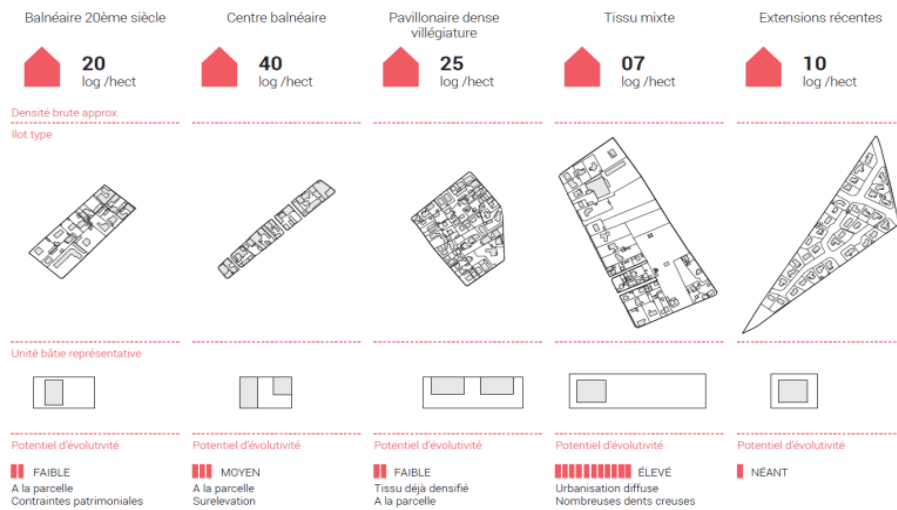 Balnéaire 20ème siècle
Centre balnéaire
Pavillonaire dense
villégiature
Tissu mixte
Extensions récentes
20
log /hect
40
log /hect
25
log /hect
07
log /hect
10
log /hect
Densité brute approx.
Ilot type
Unité bâtie représentative
Potentiel d'évolutivité
Potentiel d'évolutivité
Potentiel d'évolutivité
Potentiel d'évolutivité
Potentiel d'évolutivité
FAIBLE
A la parcelle
Contraintes patrimoniales
MOYEN
A la parcelle
Surelevation
FAIBLE
Tissu déjà densifié
A la parcelle
ÉLEVÉ
Urbanisation diffuse
Nombreuses dents creuses
NÉANT